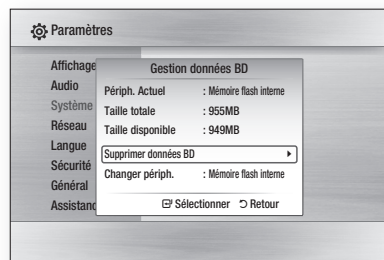 Paramètres
Affichage
Audio
Système
Réseau
Langue
Sécurité
Général
Assistanc
Gestion données BD
Périph. Actuel : Mémoire flash interne
Taille totale : 955MB
Taille disponible : 949MB
Supprimer données BD
Changer périph. : Mémoire flash interne
Sélectionner Retour